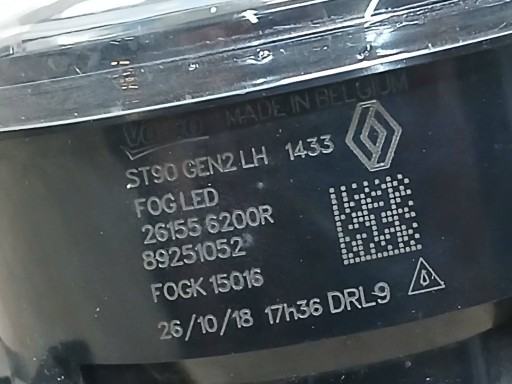 Valeo MADE IN BELGIUM
ST90 GEN2 LH 1433
FOG LED
26155 6200R
89251052
FOGK 15016
26/10/18 17h36 DRL9